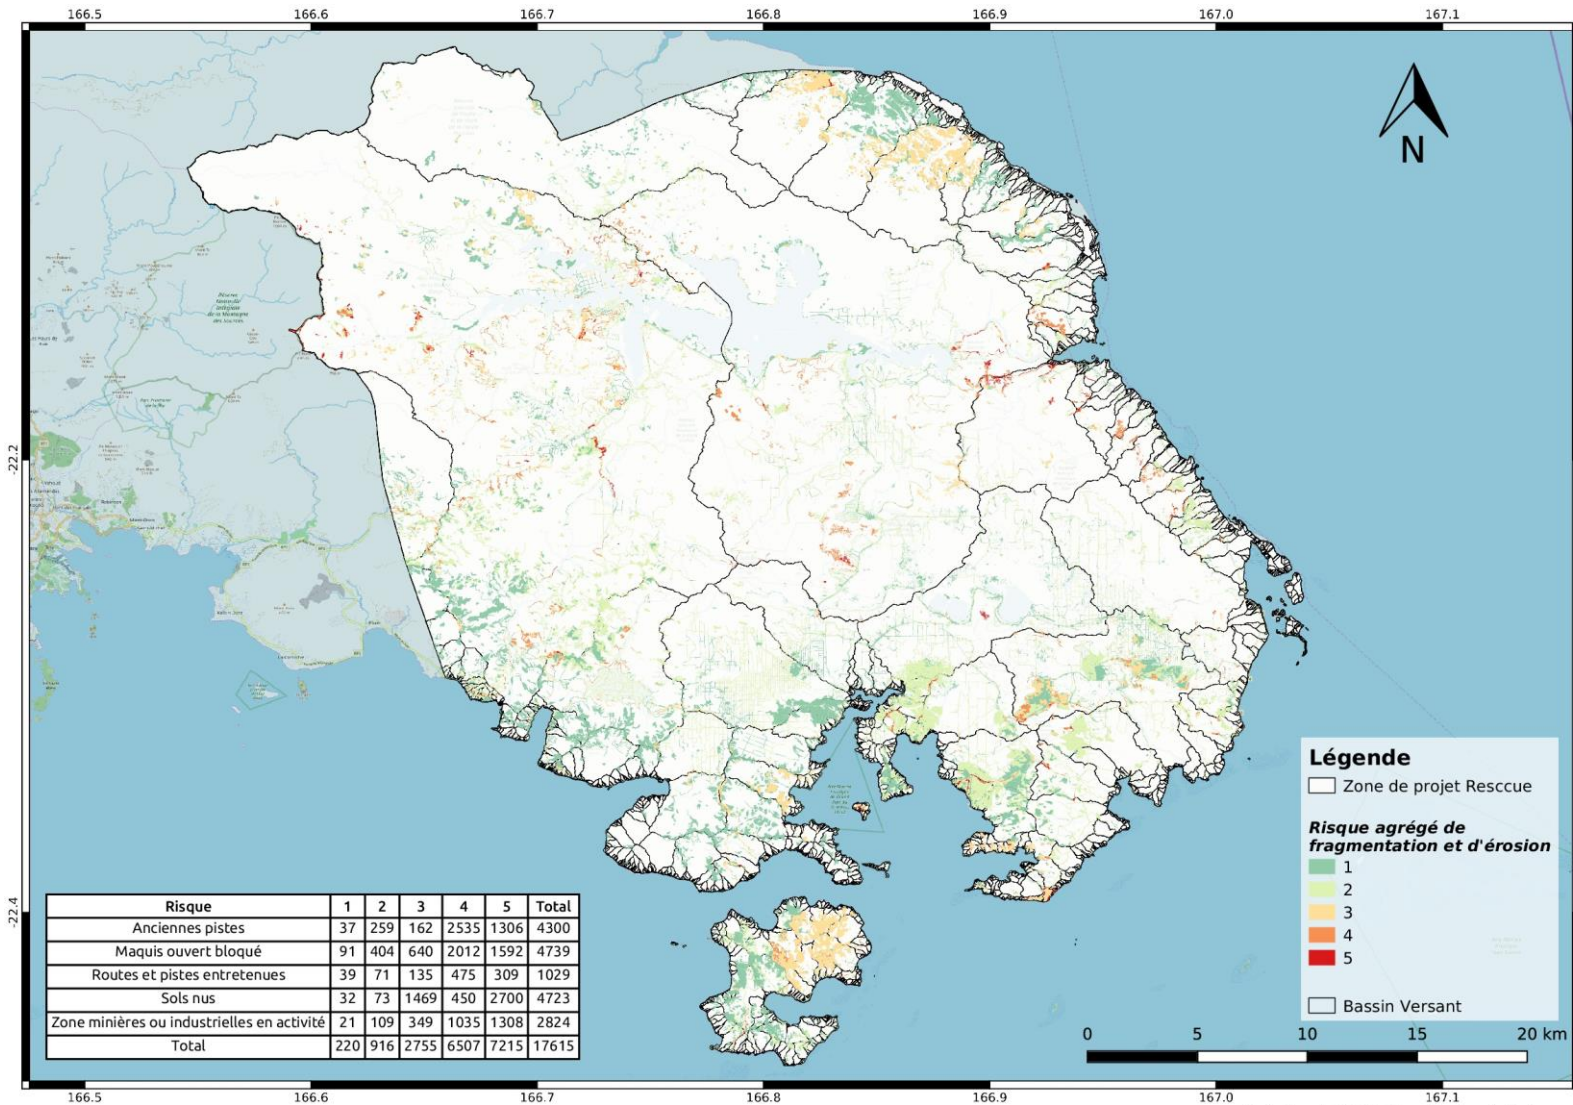 166.5 166.6 166.7 166.8 166.9 167.0 167.1
N
-22.2
-22.4
Légende
Zone de projet Resccue
Risque agrégé de
fragmentation et d'érosion
1
2
3
4
5
Bassin Versant
0 5 10 15 20 km
Risque 1 2 3 4 5 Total
Anciennes pistes 37 259 162 2535 1306 4300
Maquis ouvert bloqué 91 404 640 2012 1592 4739
Routes et pistes entretenues 39 71 135 475 309 1029
Sols nus 32 73 1469 450 2700 4723
Zone minières ou industrielles en activité 21 109 349 1035 1308 2824
Total 220 916 2755 6507 7215 17615
166.5 166.6 166.7 166.8 166.9 167.0 167.1